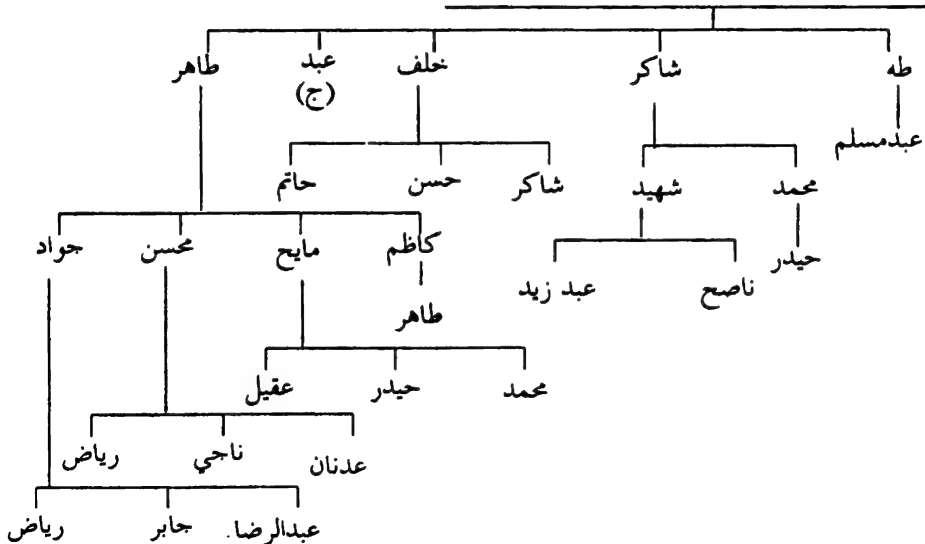 طه شاكر خلف عبد طاهر
(ج)
عبدمسلم
شاكر حسن حاتم
محمد شهيد
كاظم مايح محسن جواد
حيدر
ناصح عبد زيد
طاهر
محمد حيدر عقيل
عدنان ناجي رياض
عبدالرضا. جابر رياض